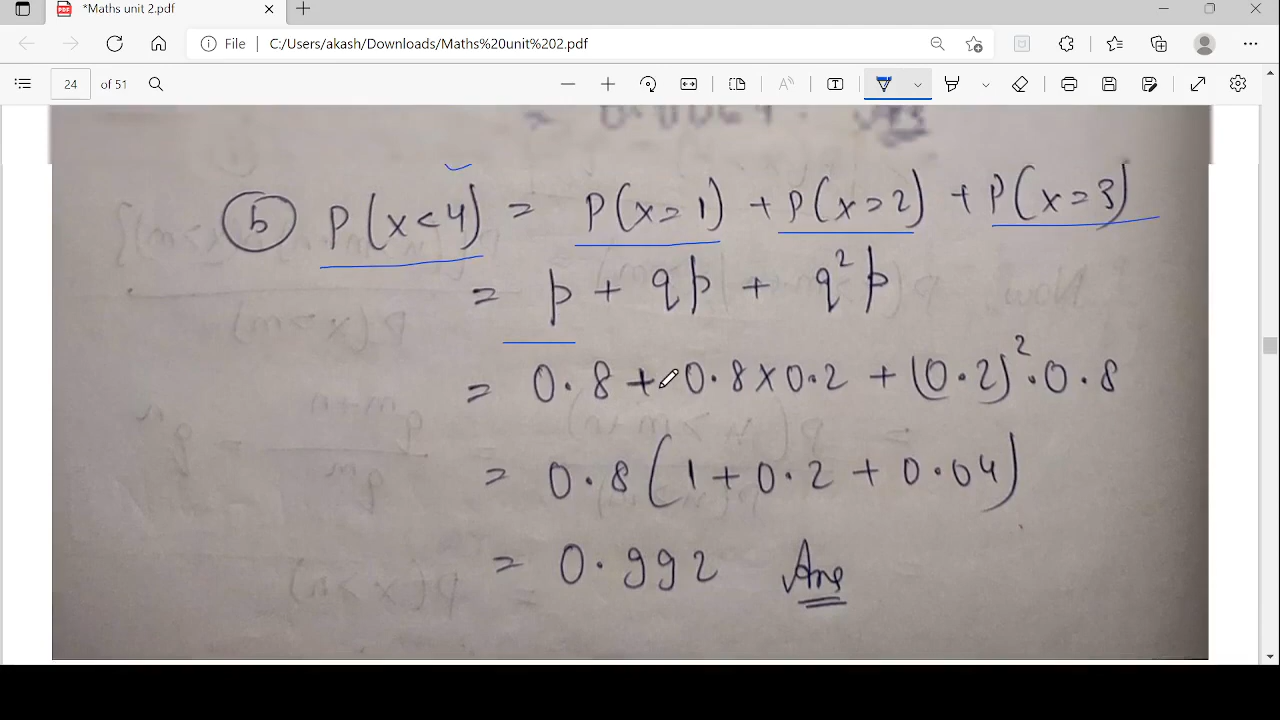 *Maths unit 2.pdf
File C:/Users/akash/Downloads/Maths%20unit%202.pdf
24 of 51
(b) P(x<4) = P(x=1) + P(x=2) + P(x=3)
= p + qp + q²p
= 0.8 + 0.8×0.2 + (0.2)².0.8
= 0.8(1+0.2+0.04)
= 0.992 Ans